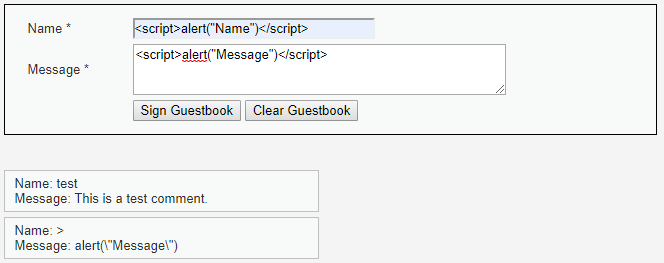 Name * <script>alert("Name")</script>
Message * <script>alert("Message")</script>
Sign Guestbook Clear Guestbook
Name: test
Message: This is a test comment.
Name: >
Message: alert(\"Message\")